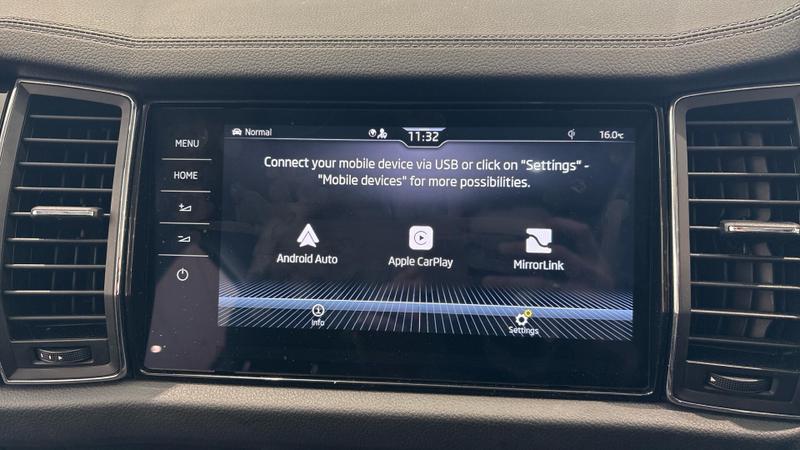 MENU
HOME
Normal
11:32
16.0°C
Connect your mobile device via USB or click on "Settings" -
"Mobile devices" for more possibilities.
Android Auto
Apple CarPlay
MirrorLink
Info
Settings